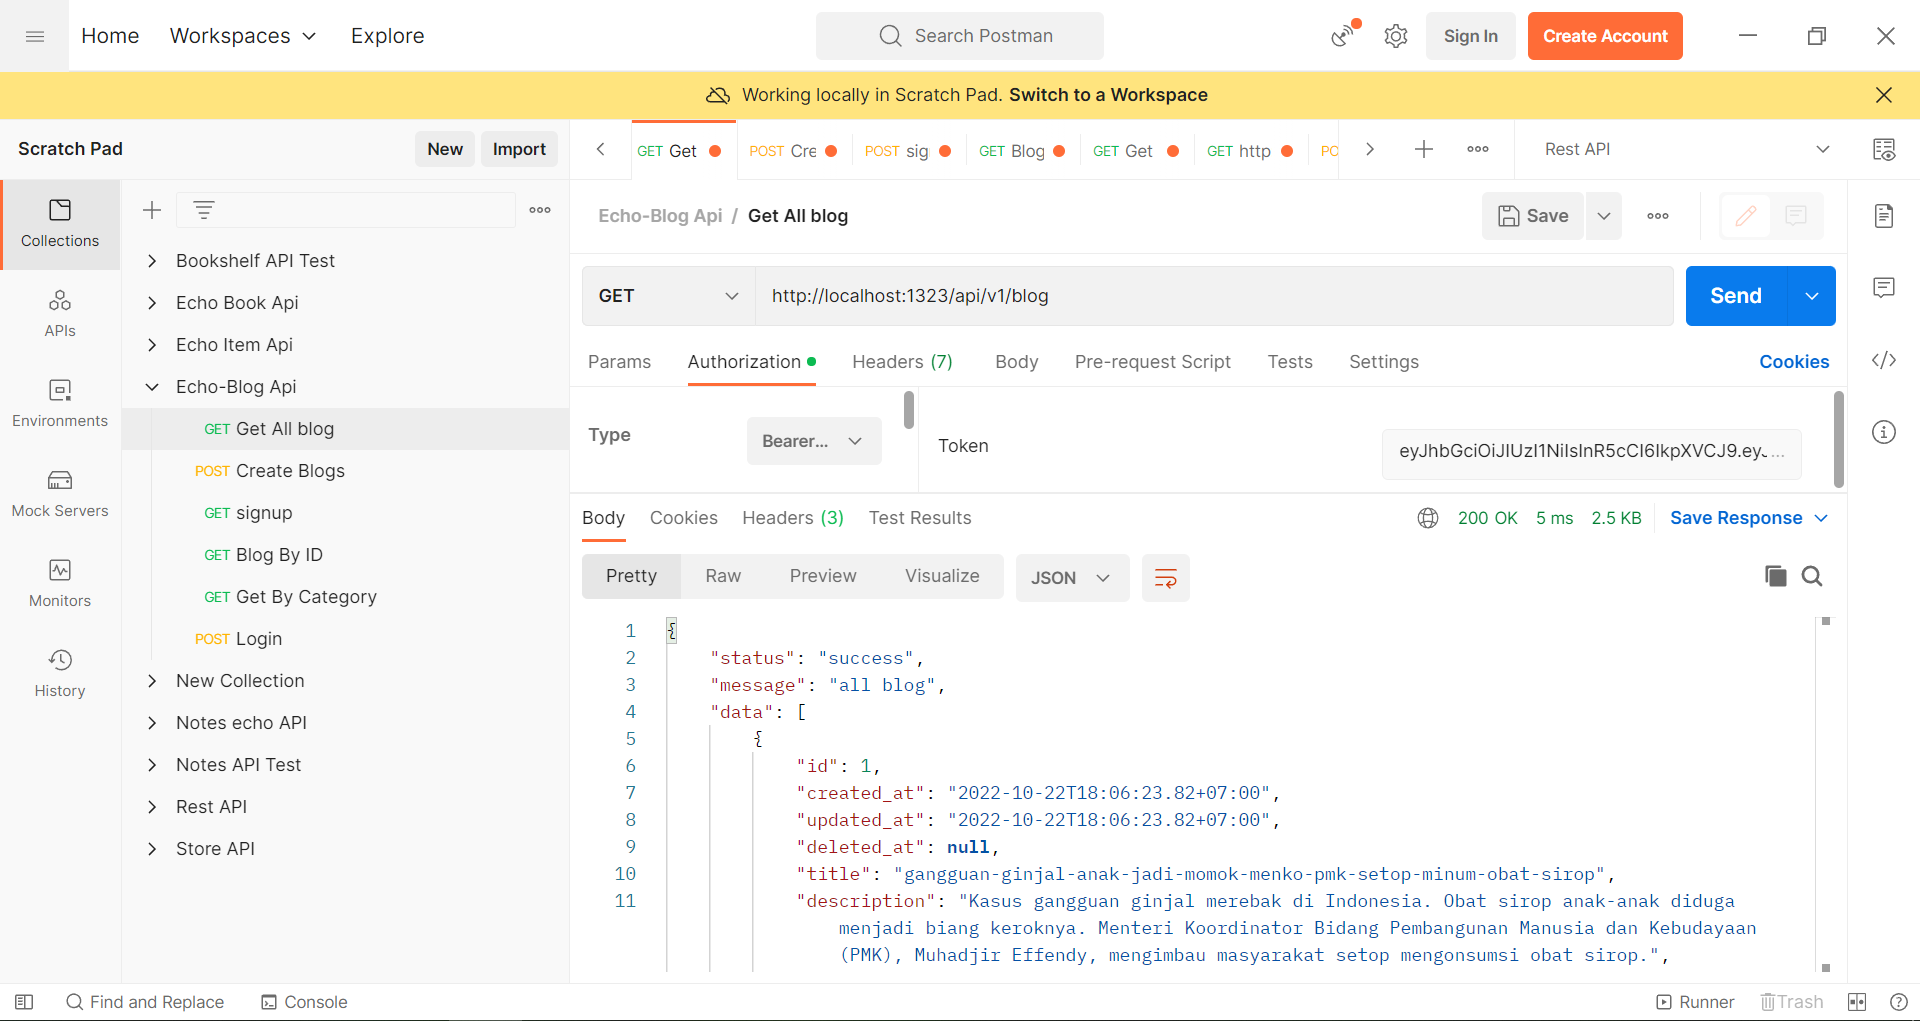 Home Workspaces Explore Search Postman Sign In Create Account
Working locally in Scratch Pad. Switch to a Workspace
Scratch Pad New Import
GET Get POST Cre POST sig GET Blog GET Get GET http PO Rest API
Collections
APIs
Environments
Mock Servers
Monitors
History
Bookshelf API Test
Echo Book Api
Echo Item Api
Echo-Blog Api
GET Get All blog
POST Create Blogs
GET signup
GET Blog By ID
GET Get By Category
POST Login
New Collection
Notes echo API
Notes API Test
Rest API
Store API
Echo-Blog Api / Get All blog Save
GET http://localhost:1323/api/v1/blog Send
Params Authorization Headers (7) Body Pre-request Script Tests Settings Cookies
Type Bearer... Token eyJhbGciOiJIUzI1NiIsInR5cCI6IkpXVCJ9.eyJ...
Body Cookies Headers (3) Test Results 200 OK 5 ms 2.5 KB Save Response
Pretty Raw Preview Visualize JSON
1 {
2 "status": "success",
3 "message": "all blog",
4 "data": [
5 {
6 "id": 1,
7 "created_at": "2022-10-22T18:06:23.82+07:00",
8 "updated_at": "2022-10-22T18:06:23.82+07:00",
9 "deleted_at": null,
10 "title": "gangguan-ginjal-anak-jadi-momok-menko-pmk-setop-minum-obat-sirop",
11 "description": "Kasus gangguan ginjal merebak di Indonesia. Obat sirop anak-anak diduga
menjadi biang keroknya. Menteri Koordinator Bidang Pembangunan Manusia dan Kebudayaan
(PMK), Muhadjir Effendy, mengimbau masyarakat setop mengonsumsi obat sirop.",
Find and Replace Console Runner Trash